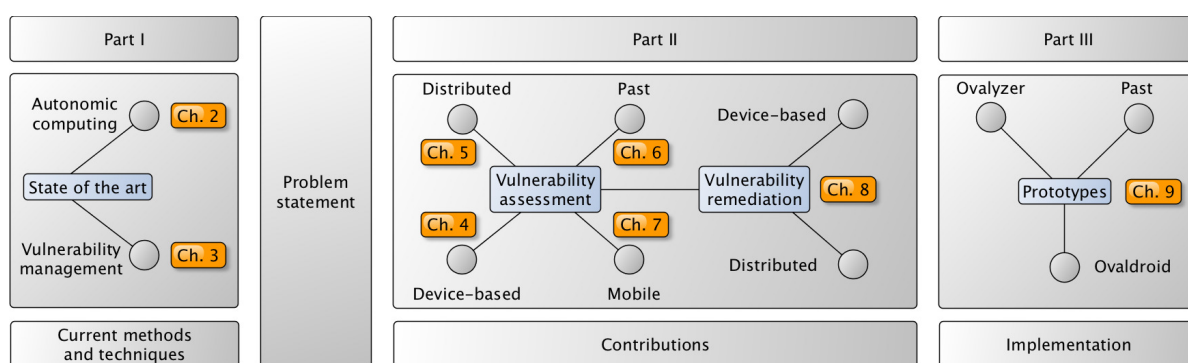 Part I
Autonomic
computing
Ch. 2
State of the art
Vulnerability
management
Ch. 3
Current methods
and techniques
Problem
statement
Part II
Distributed
Past
Device-based
Ch. 5
Ch. 6
Vulnerability
assessment
Vulnerability
remediation
Ch. 8
Ch. 4
Ch. 7
Device-based
Mobile
Distributed
Contributions
Part III
Ovalyzer
Past
Prototypes
Ch. 9
Ovaldroid
Implementation